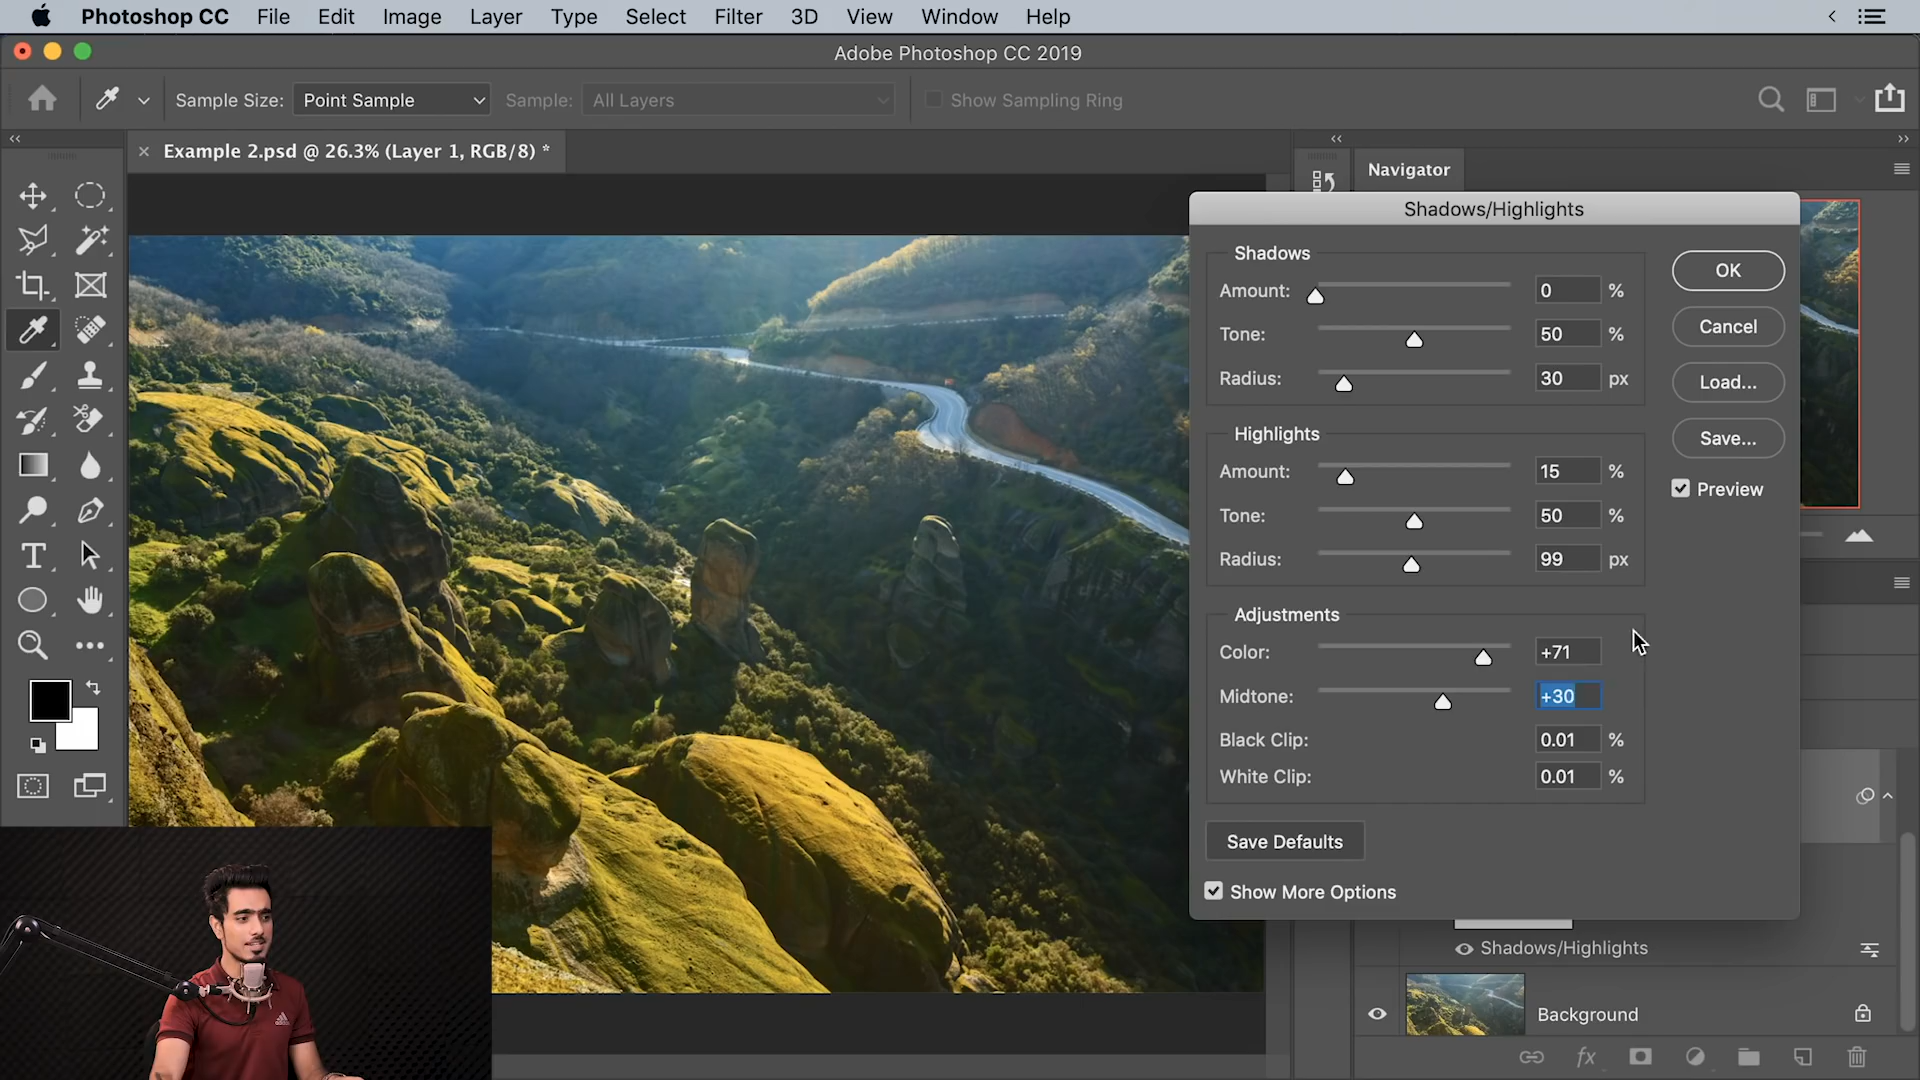 Photoshop CC File Edit Image Layer Type Select Filter 3D View Window Help
Adobe Photoshop CC 2019
Sample Size: Point Sample Sample: All Layers Show Sampling Ring
Example 2.psd @ 26.3% (Layer 1, RGB/8) *
Navigator
Shadows/Highlights
Shadows
Amount: 0 %
Tone: 50 %
Radius: 30 px
Highlights
Amount: 15 %
Tone: 50 %
Radius: 99 px
Adjustments
Color: +71
Midtone: +30
Black Clip: 0.01 %
White Clip: 0.01 %
Save Defaults
Show More Options
OK
Cancel
Load...
Save...
Preview
Shadows/Highlights
Background
fx